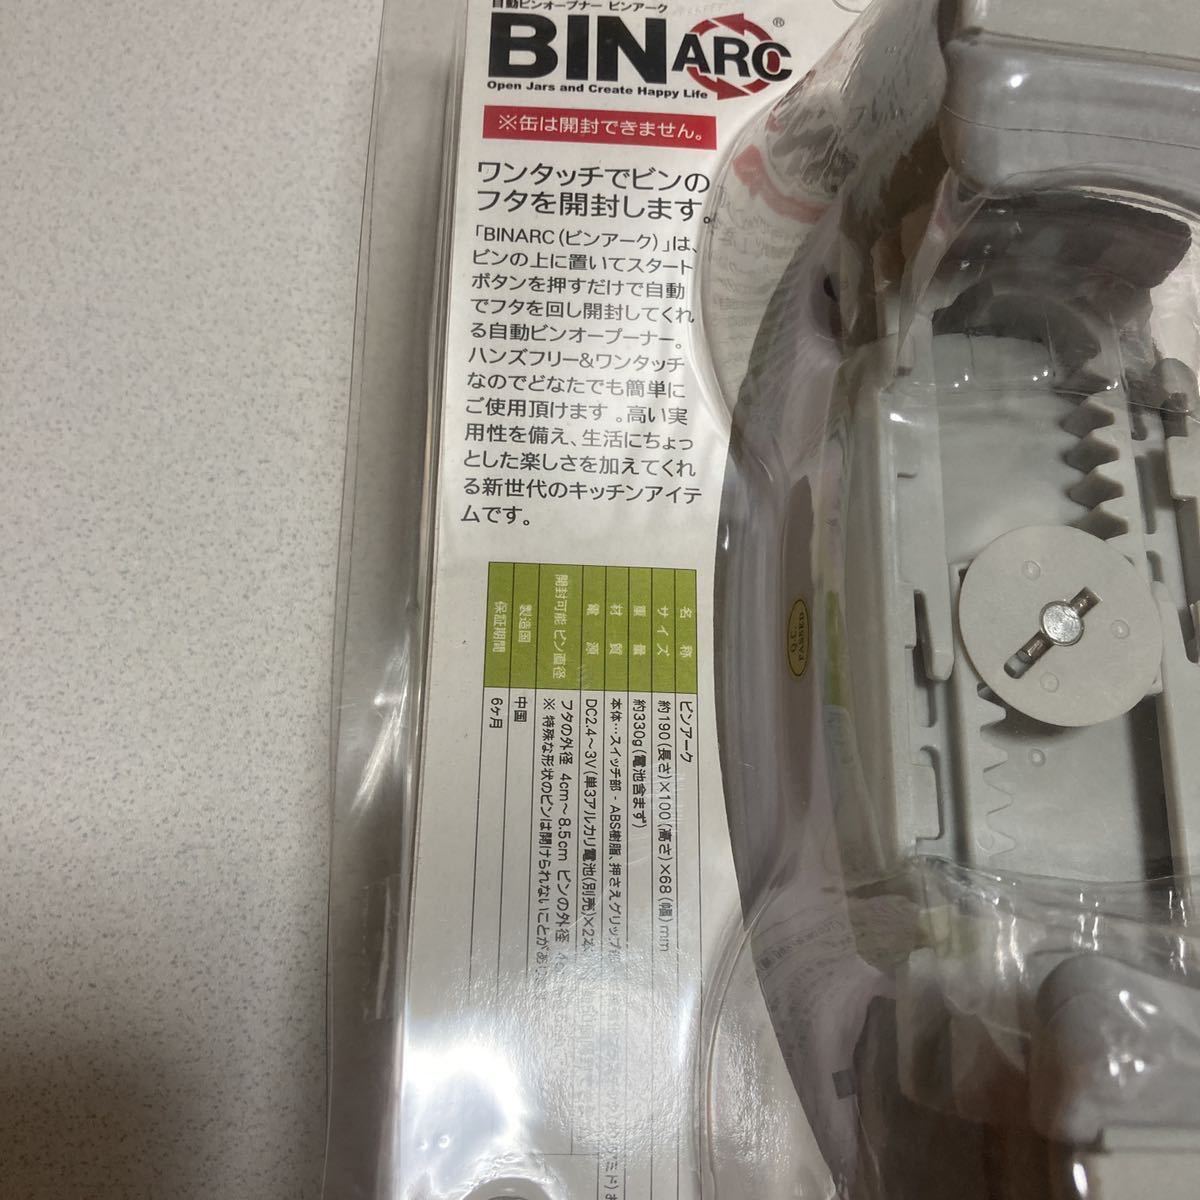 自動ビンオープナー ビンアーク
BINARC®
Open Jars and Create Happy Life
※缶は開封できません。
ワンタッチでビンの
フタを開封します。
「BINARC(ビンアーク)」は、
ビンの上に置いてスタート
ボタンを押すだけで自動
でフタを回し開封してくれ
る自動ビンオープーナー。
ハンズフリー&ワンタッチ
なのでどなたでも簡単に
ご使用頂けます。高い実
用性を備え、生活にちょっ
とした楽しさを加えてくれ
る新世代のキッチンアイテ
ムです。
名称 ビンアーク
サイズ 約190(長さ)×100(高さ)×68(幅)mm
重量 約330g(電池含まず)
材質 本体…スイッチ部-ABS樹脂、押さえグリップ
電源 DC2.4~3V(単3アルカリ電池(別売)×2本
開封可能ビン直径 フタの外径 4cm~8.5cm ビンの外径
※特殊な形状のビンは開けられないことがあ
製造国 中国
保証期間 6ヶ月
Q.C. PASSED